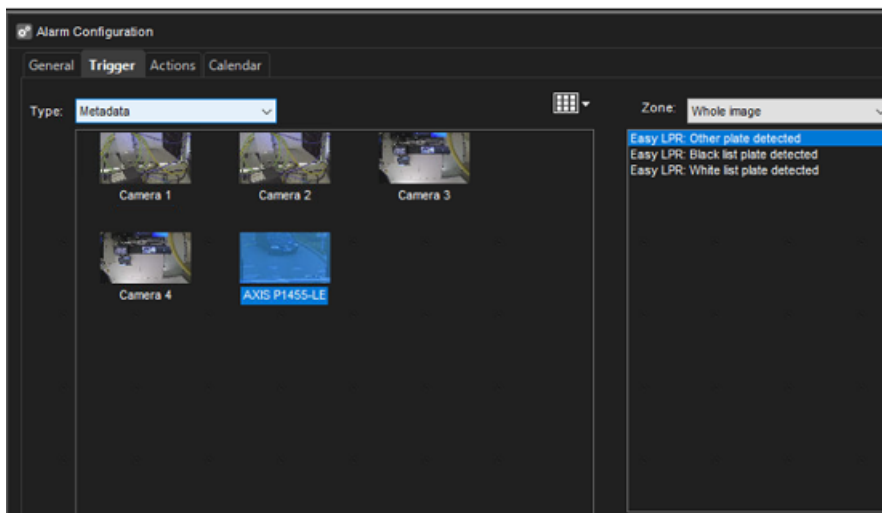 Alarm Configuration
General Trigger Actions Calendar
Type: Metadata
Zone: Whole image
Camera 1 Camera 2 Camera 3
Camera 4 AXIS P1455-LE
Easy LPR: Other plate detected
Easy LPR: Black list plate detected
Easy LPR: White list plate detected